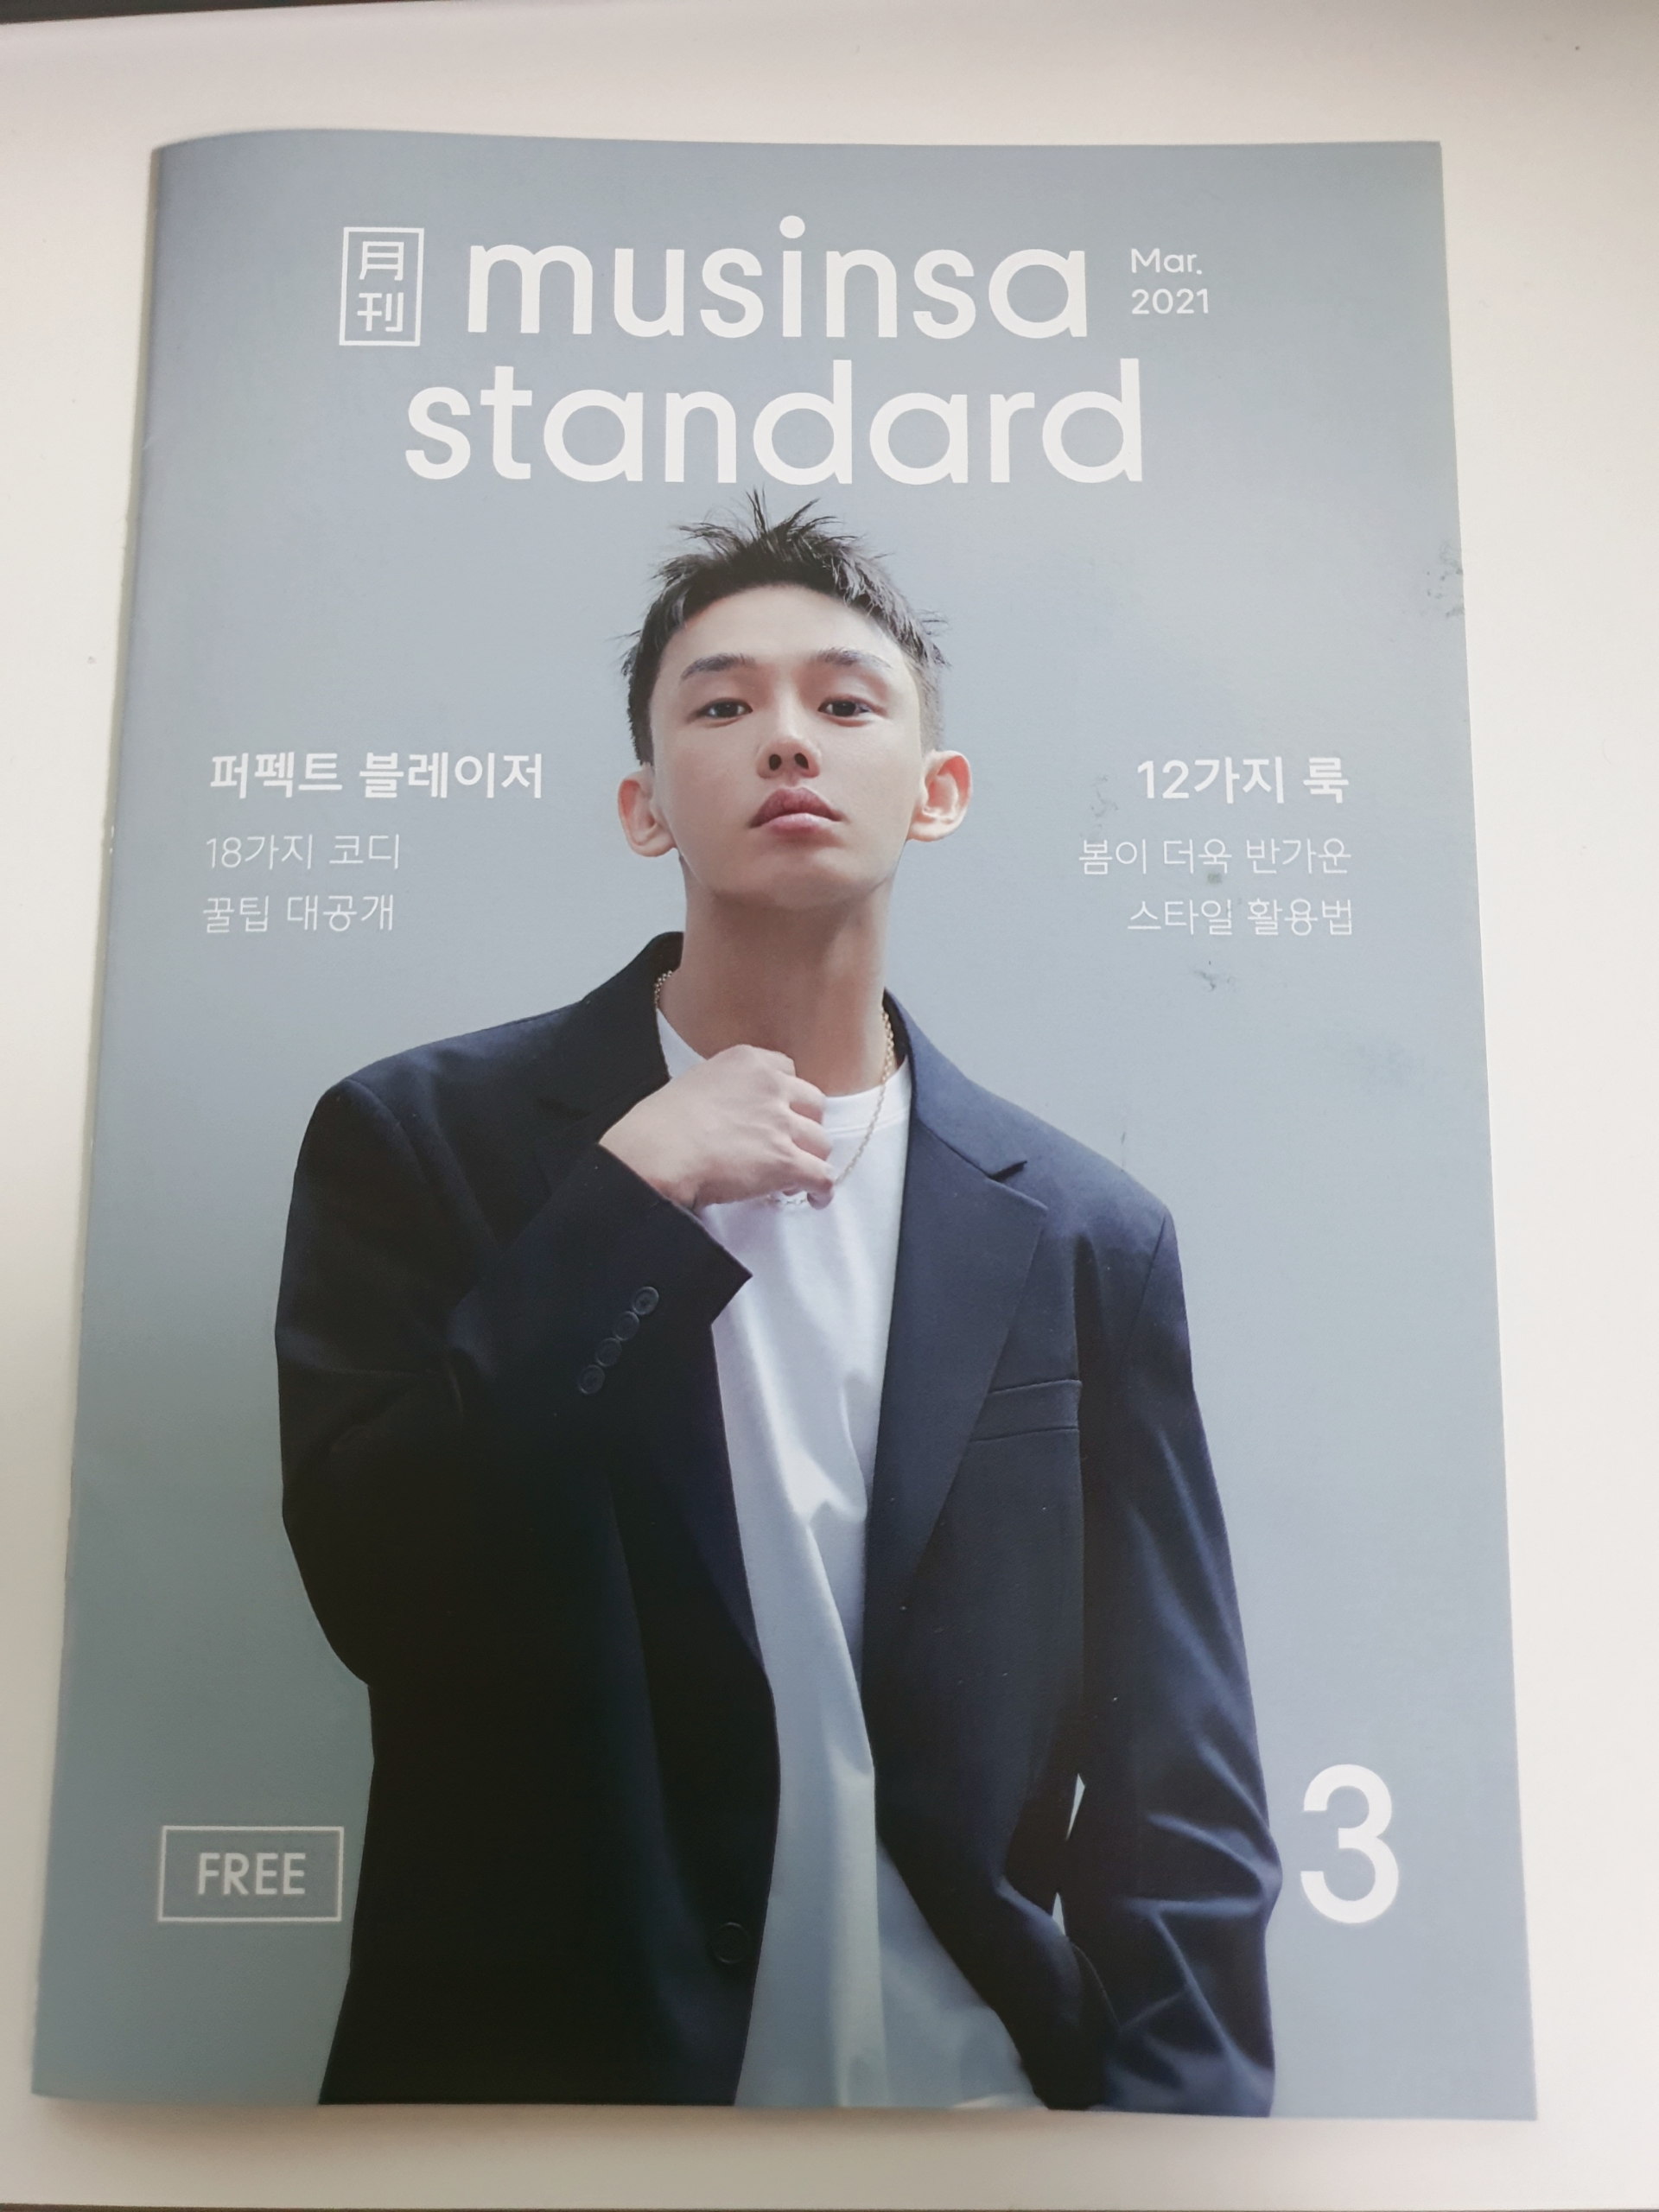 月刊
musinsa
Mar.
2021
standard
퍼펙트 블레이저
18가지 코디
꿀팁 대공개
12가지 룩
봄이 더욱 반가운
스타일 활용법
FREE
3